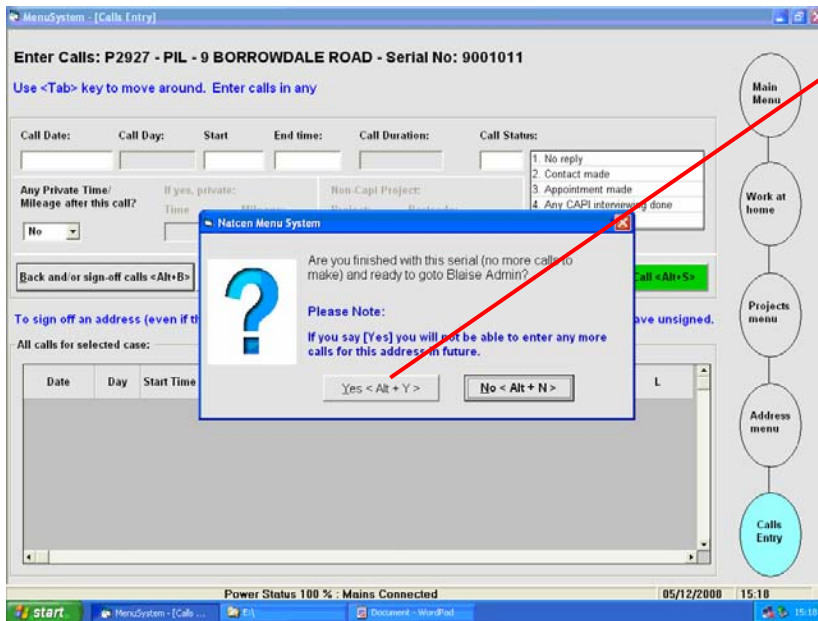 MenuSystem - [Calls Entry]
Enter Calls: P2927 - PIL - 9 BORROWDALE ROAD - Serial No: 9001011
Use <Tab> key to move around. Enter calls in any
Call Date: Call Day: Start End time: Call Duration: Call Status:
1. No reply
2. Contact made
3. Appointment made
4. Any CAPI interviewing done
Any Private Time/
Mileage after this call?
If yes, private:
Time
Non-Capi Project:
No
Natcen Menu System
Are you finished with this serial (no more calls to
make) and ready to goto Blaise Admin?
Please Note:
If you say [Yes] you will not be able to enter any more
calls for this address in future.
Yes < Alt + Y >
No < Alt + N >
Back and/or sign-off calls <Alt+B>
Call <Alt+S>
To sign off an address (even if th
ave unsigned.
All calls for selected case:
Date Day Start Time L
Main
Menu
Work at
home
Projects
menu
Address
menu
Calls
Entry
Power Status 100 % : Mains Connected 05/12/2000 15:18
start MenuSystem - [Calls ... E:\ Document - WordPad 15:18